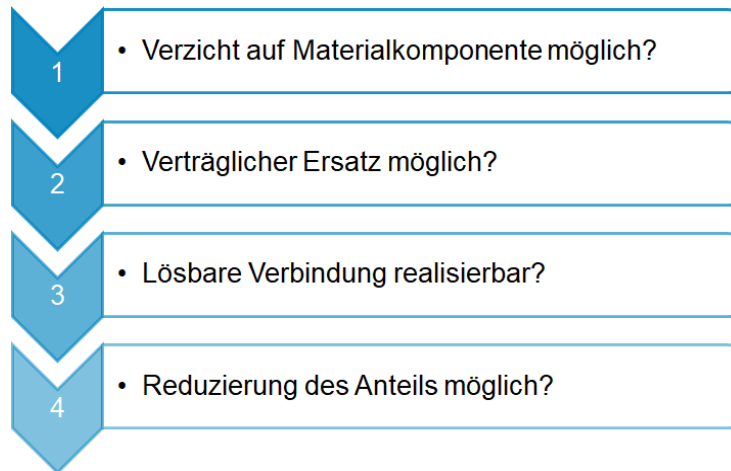 1
• Verzicht auf Materialkomponente möglich?
2
• Verträglicher Ersatz möglich?
3
• Lösbare Verbindung realisierbar?
4
• Reduzierung des Anteils möglich?